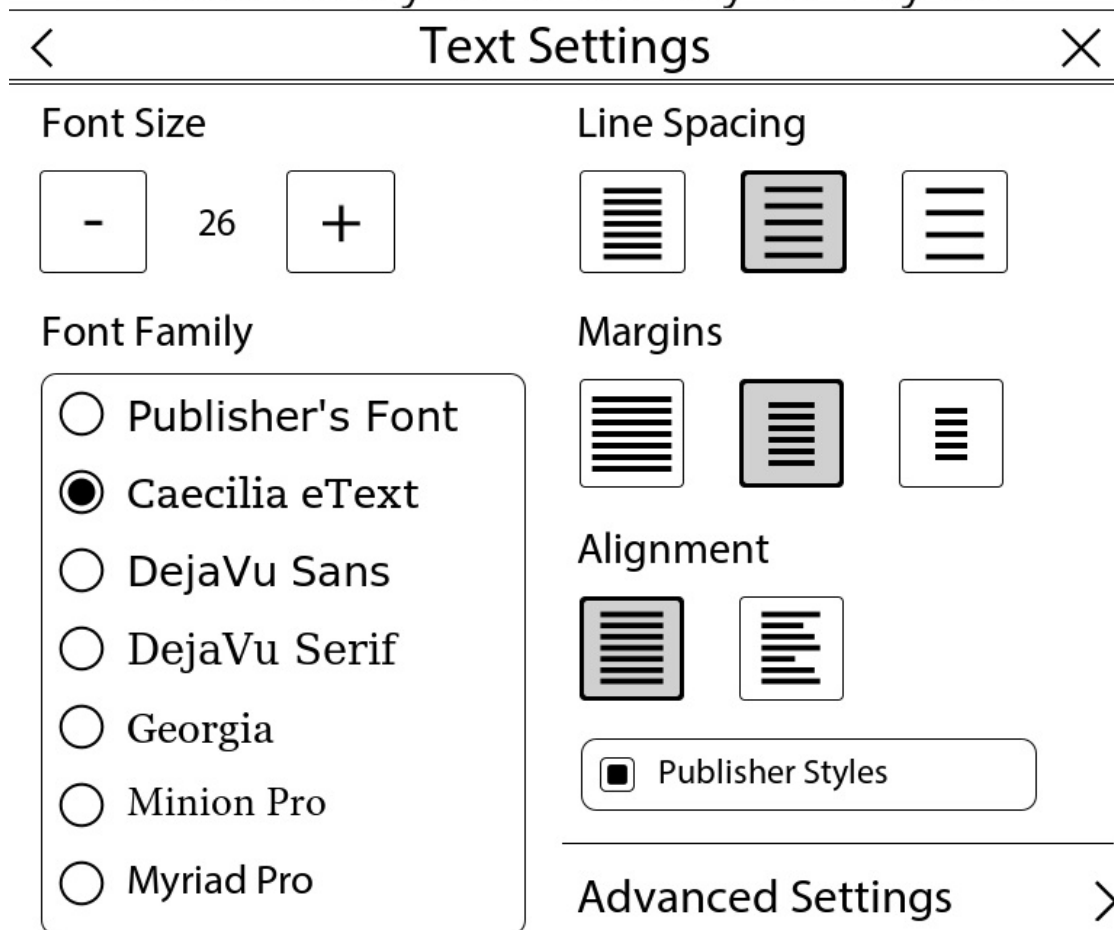 Text Settings
Font Size
- 26 +
Font Family
Publisher's Font
Caecilia eText
DejaVu Sans
DejaVu Serif
Georgia
Minion Pro
Myriad Pro
Line Spacing
Margins
Alignment
Publisher Styles
Advanced Settings